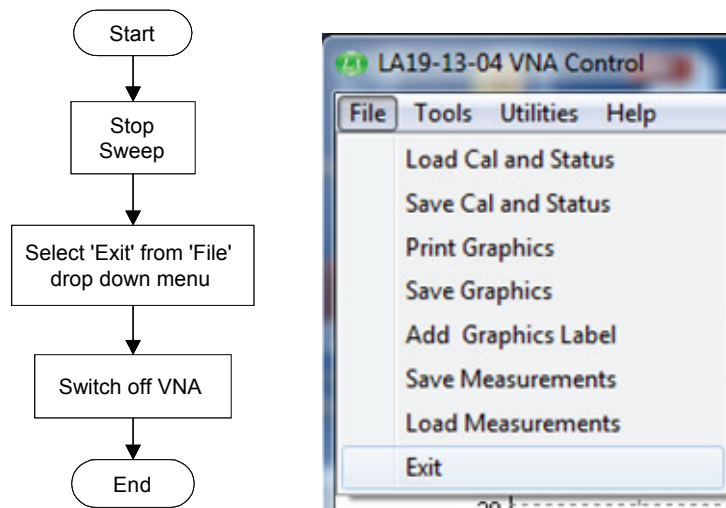 Start
Stop
Sweep
Select 'Exit' from 'File'
drop down menu
Switch off VNA
End
LA19-13-04 VNA Control
File Tools Utilities Help
Load Cal and Status
Save Cal and Status
Print Graphics
Save Graphics
Add Graphics Label
Save Measurements
Load Measurements
Exit